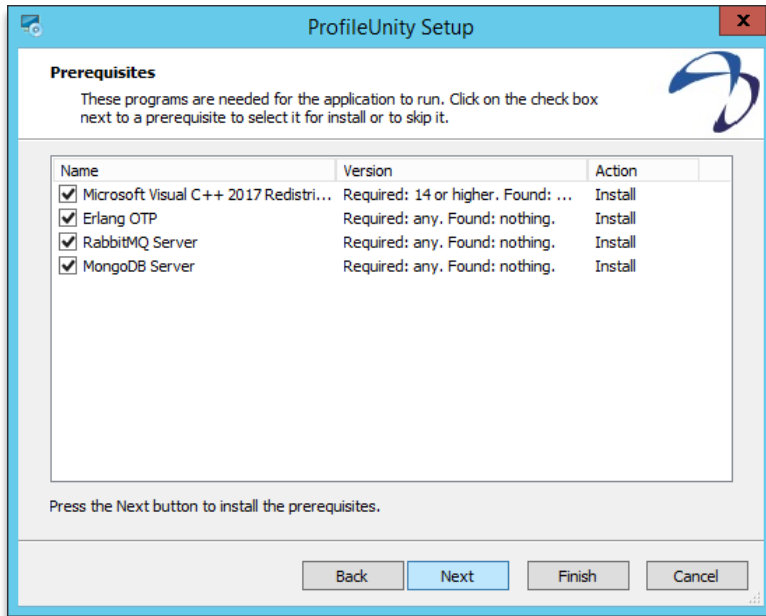 ProfileUnity Setup
x
Prerequisites
These programs are needed for the application to run. Click on the check box
next to a prerequisite to select it for install or to skip it.
Name Version Action
Microsoft Visual C++ 2017 Redistri... Required: 14 or higher. Found: ... Install
Erlang OTP Required: any. Found: nothing. Install
RabbitMQ Server Required: any. Found: nothing. Install
MongoDB Server Required: any. Found: nothing. Install
Press the Next button to install the prerequisites.
Back Next Finish Cancel